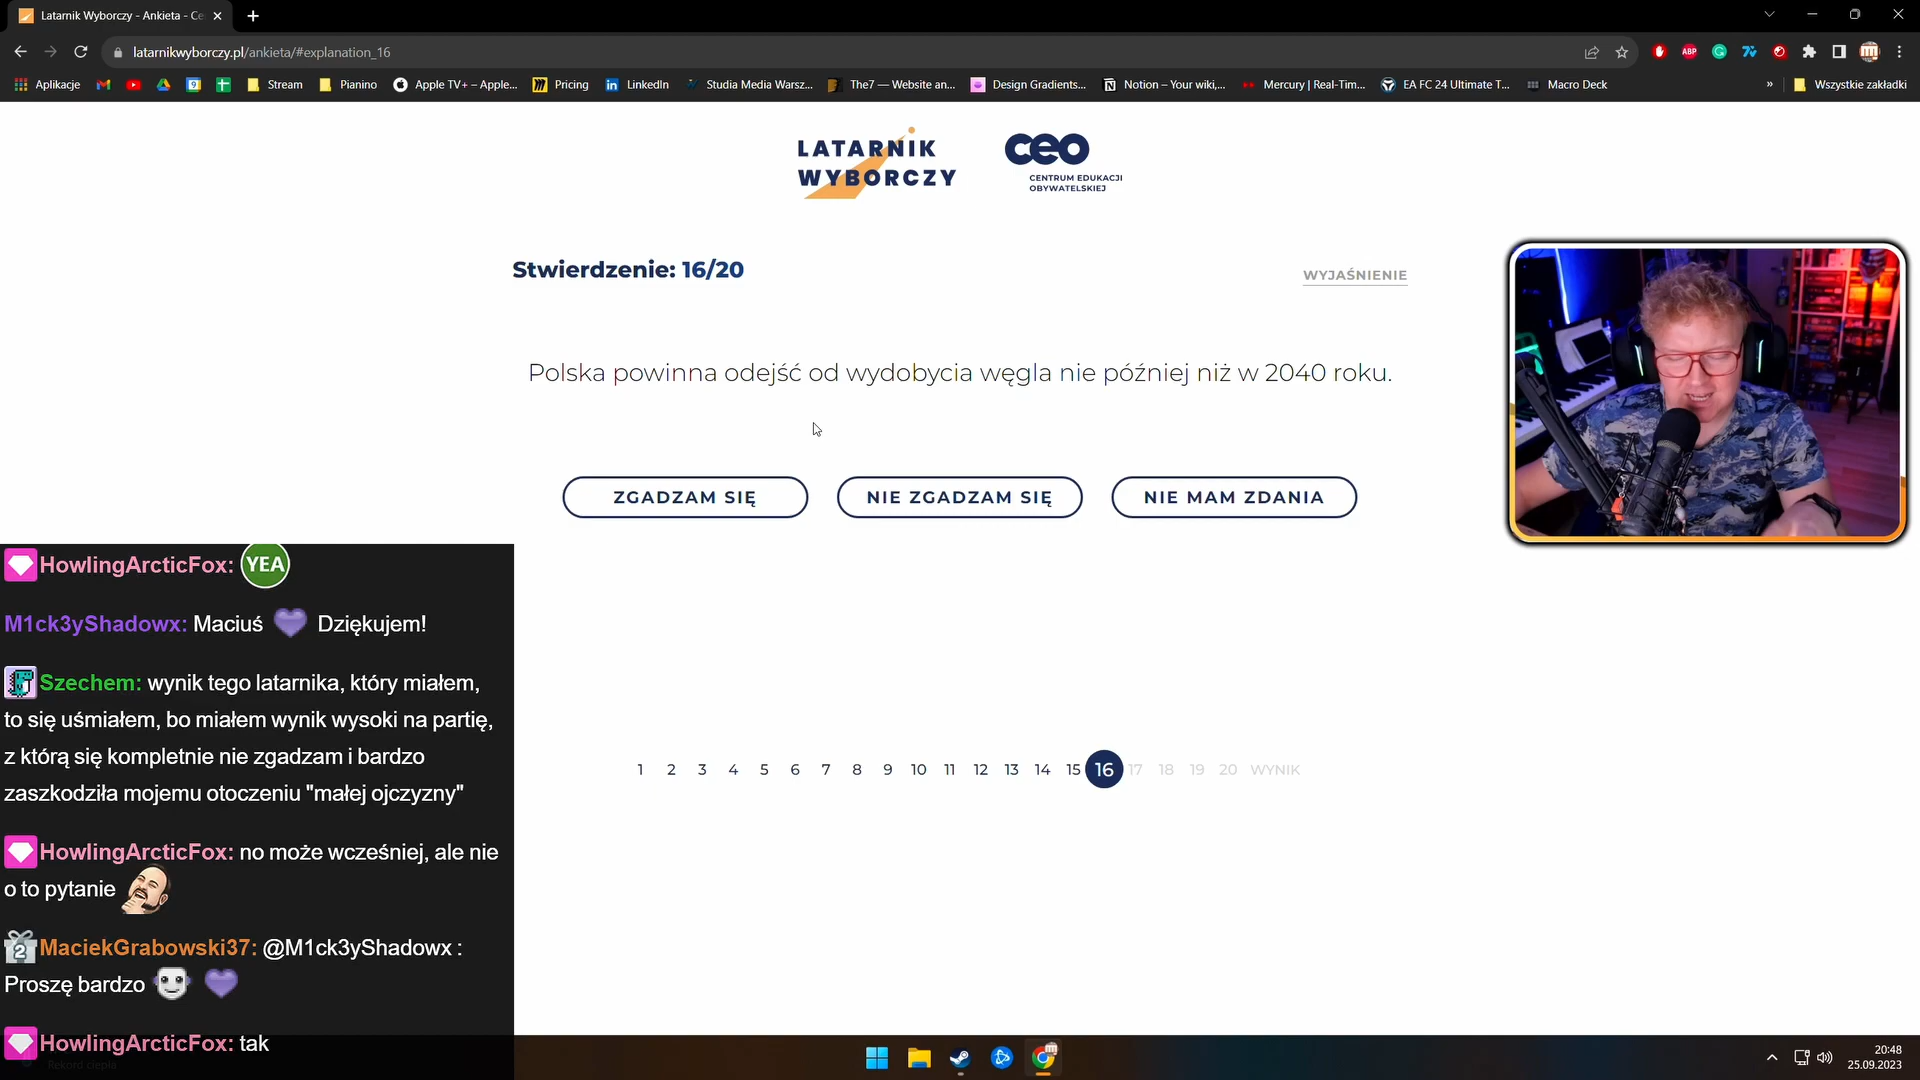 Latarnik Wyborczy - Ankieta - Ce
latarnikwyborczy.pl/ankieta/#explanation_16
ABP
Aplikacje
Stream
Pianino
Apple TV+ – Apple...
Pricing
LinkedIn
Studia Media Warsz...
The7 — Website an...
Design Gradients...
Notion – Your wiki,...
Mercury | Real-Tim...
EA FC 24 Ultimate T...
Macro Deck
»
Wszystkie zakładki
LATARNIK
WYBORCZY
ceo
CENTRUM EDUKACJI
OBYWATELSKIEJ
Stwierdzenie: 16/20
WYJAŚNIENIE
Polska powinna odejść od wydobycia węgla nie później niż w 2040 roku.
ZGADZAM SIĘ
NIE ZGADZAM SIĘ
NIE MAM ZDANIA
HowlingArcticFox: YEA
M1ck3yShadowx: Maciuś Dziękujem!
Szechem: wynik tego latarnika, który miałem,
to się uśmiałem, bo miałem wynik wysoki na partię,
z którą się kompletnie nie zgadzam i bardzo
zaszkodziła mojemu otoczeniu "małej ojczyzny"
HowlingArcticFox: no może wcześniej, ale nie
o to pytanie
2 MaciekGrabowski37: @M1ck3yShadowx :
Proszę bardzo
HowlingArcticFox: tak
Rekord ciepła
1 2 3 4 5 6 7 8 9 10 11 12 13 14 15 16 17 18 19 20 WYNIK
20:48
25.09.2023